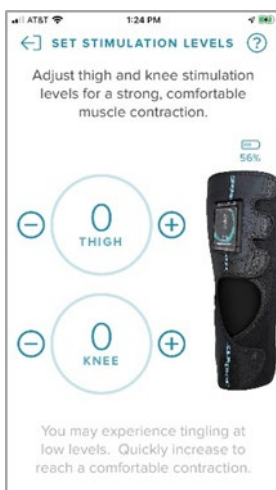 AT&T 1:24 PM
SET STIMULATION LEVELS ?
Adjust thigh and knee stimulation
levels for a strong, comfortable
muscle contraction.
56%
0
THIGH
0
KNEE
You may experience tingling at
low levels. Quickly increase to
reach a comfortable contraction.